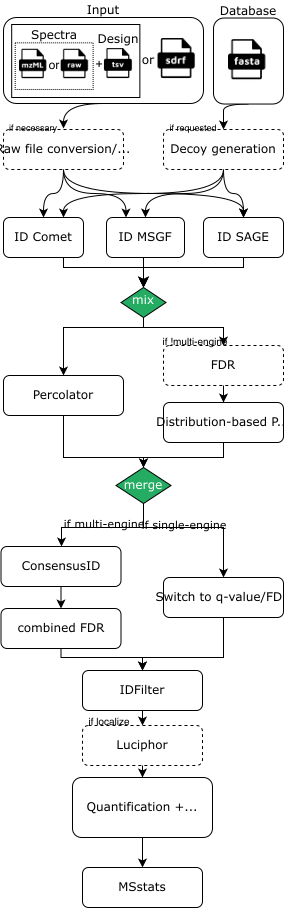 Input
Database
Spectra
Design
mzML
or
raw
+
tsv
or
sdrf
fasta
if necessary
if requested
Raw file conversion/...
Decoy generation
ID Comet
ID MSGF
ID SAGE
mix
if !multi-engine
FDR
Percolator
Distribution-based P...
merge
if multi-engine
if single-engine
ConsensusID
Switch to q-value/FD
combined FDR
IDFilter
if localize
Luciphor
Quantification +...
MSstats